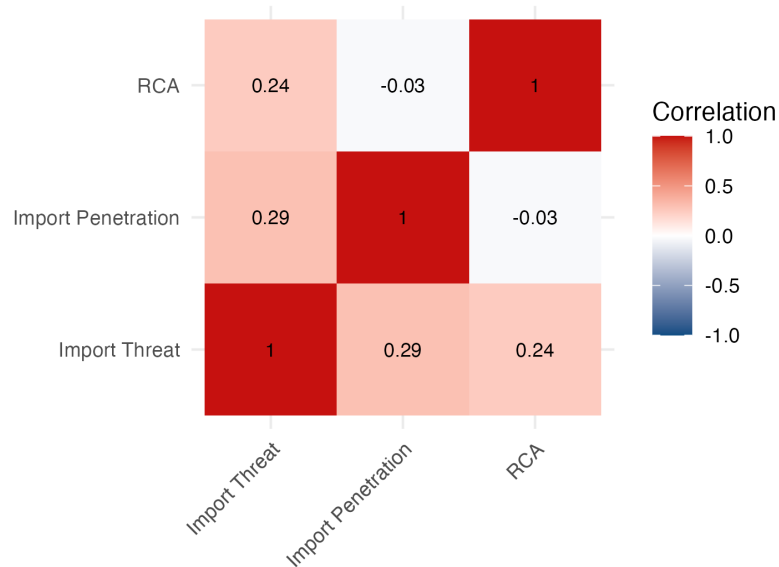 RCA
0.24
-0.03
1
Import Penetration
0.29
1
-0.03
Import Threat
1
0.29
0.24
Import Threat
Import Penetration
RCA
Correlation
1.0
0.5
0.0
-0.5
-1.0